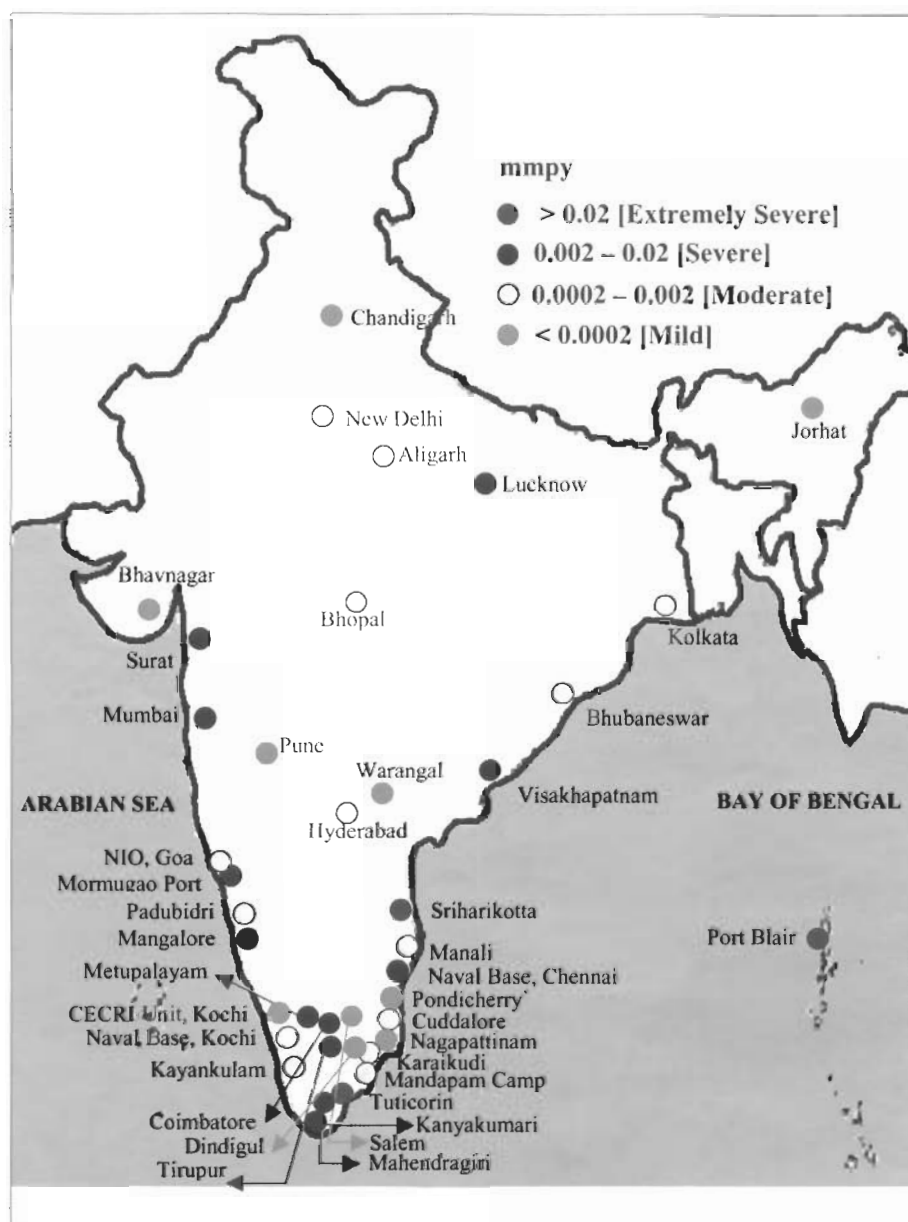 mmpy
> 0.02 [Extremely Severe]
0.002 – 0.02 [Severe]
0.0002 – 0.002 [Moderate]
< 0.0002 [Mild]
Chandigarh
New Delhi
Aligarh
Jorhat
Lucknow
Bhavnagar
Bhopal
Kolkata
Surat
Mumbai
Bhubaneswar
Pune
Warangal
Visakhapatnam
ARABIAN SEA
BAY OF BENGAL
Hyderabad
NIO, Goa
Mormugao Port
Padubidri
Sriharikotta
Mangalore
Port Blair
Manali
Metupalayam
Naval Base, Chennai
Pondicherry
CECRI Unit, Kochi
Cuddalore
Naval Base, Kochi
Nagapattinam
Karaikudi
Kayankulam
Mandapam Camp
Tuticorin
Coimbatore
Kanyakumari
Dindigul
Salem
Tirupur
Mahendragiri